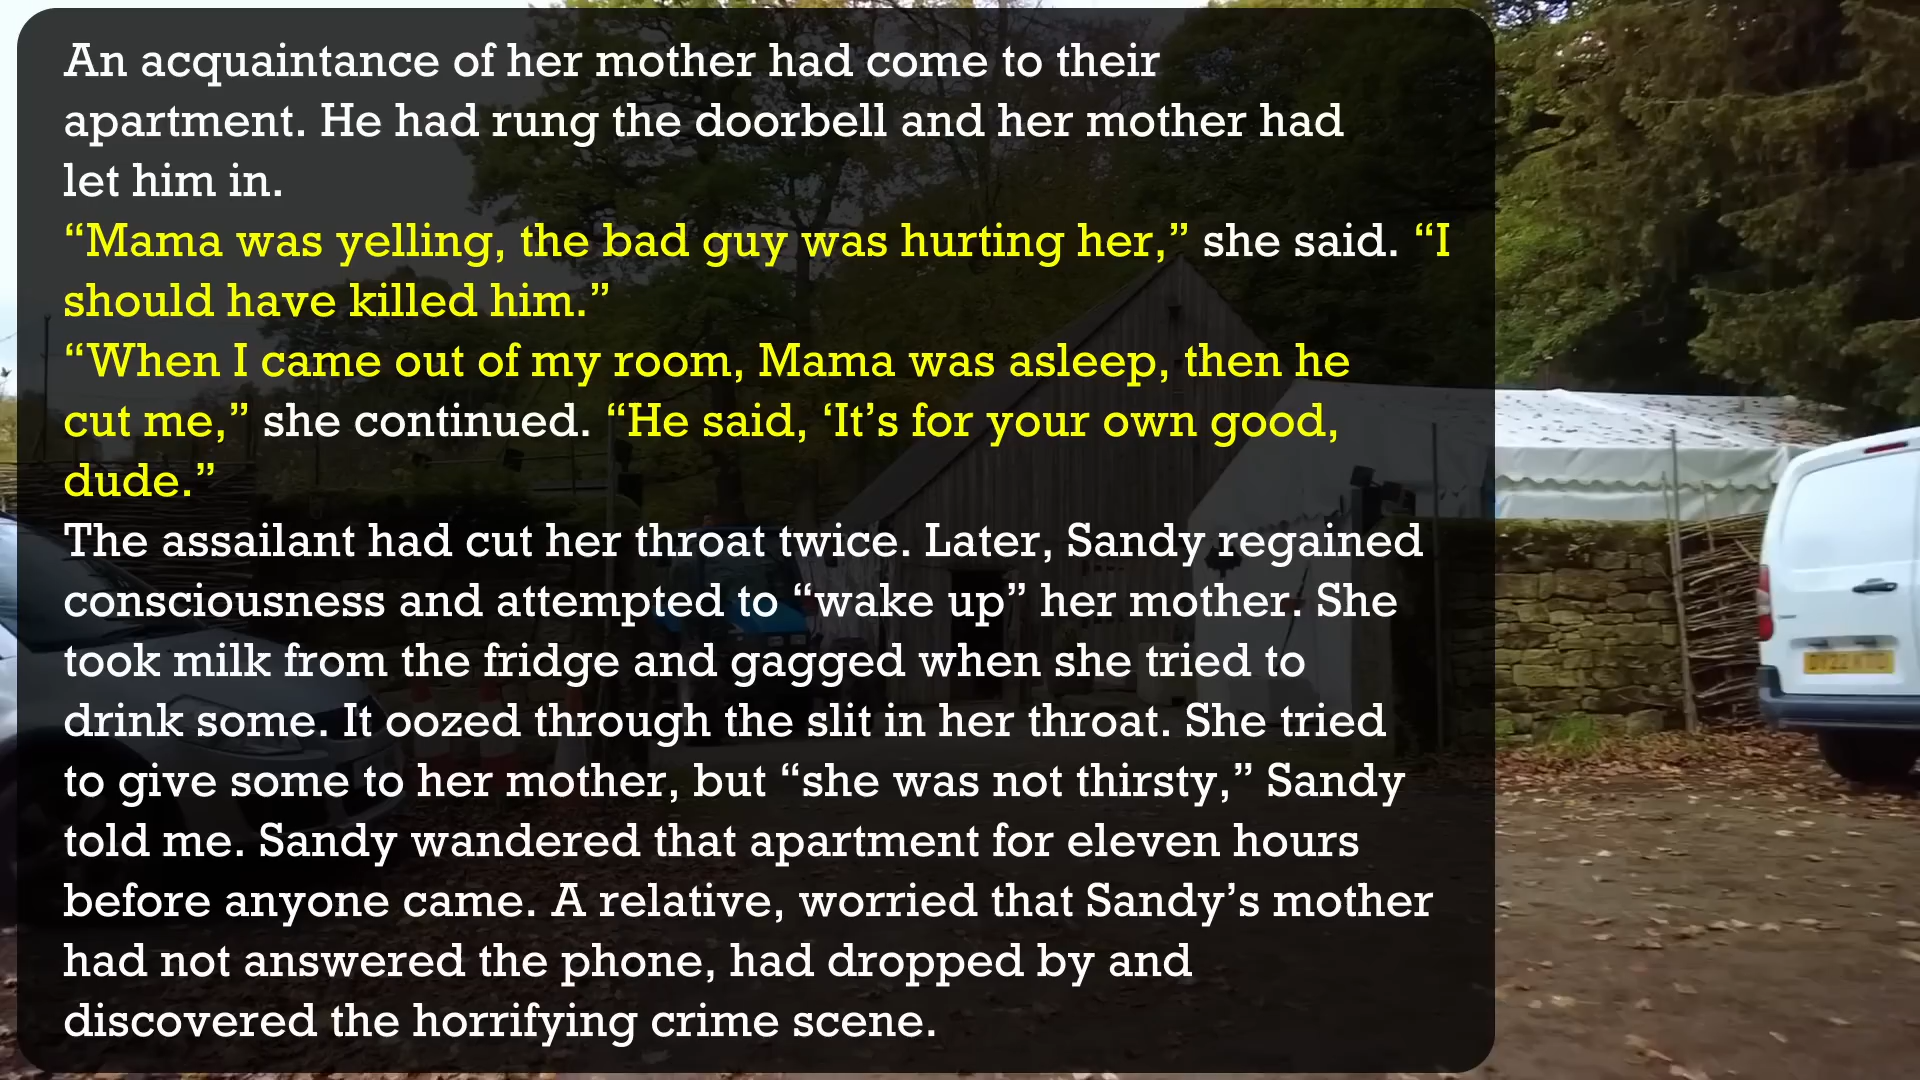 An acquaintance of her mother had come to their
apartment. He had rung the doorbell and her mother had
let him in.
“Mama was yelling, the bad guy was hurting her,” she said. “I
should have killed him.”
“When I came out of my room, Mama was asleep, then he
cut me,” she continued. “He said, ‘It’s for your own good,
dude.”
The assailant had cut her throat twice. Later, Sandy regained
consciousness and attempted to “wake up” her mother. She
took milk from the fridge and gagged when she tried to
drink some. It oozed through the slit in her throat. She tried
to give some to her mother, but “she was not thirsty,” Sandy
told me. Sandy wandered that apartment for eleven hours
before anyone came. A relative, worried that Sandy’s mother
had not answered the phone, had dropped by and
discovered the horrifying crime scene.